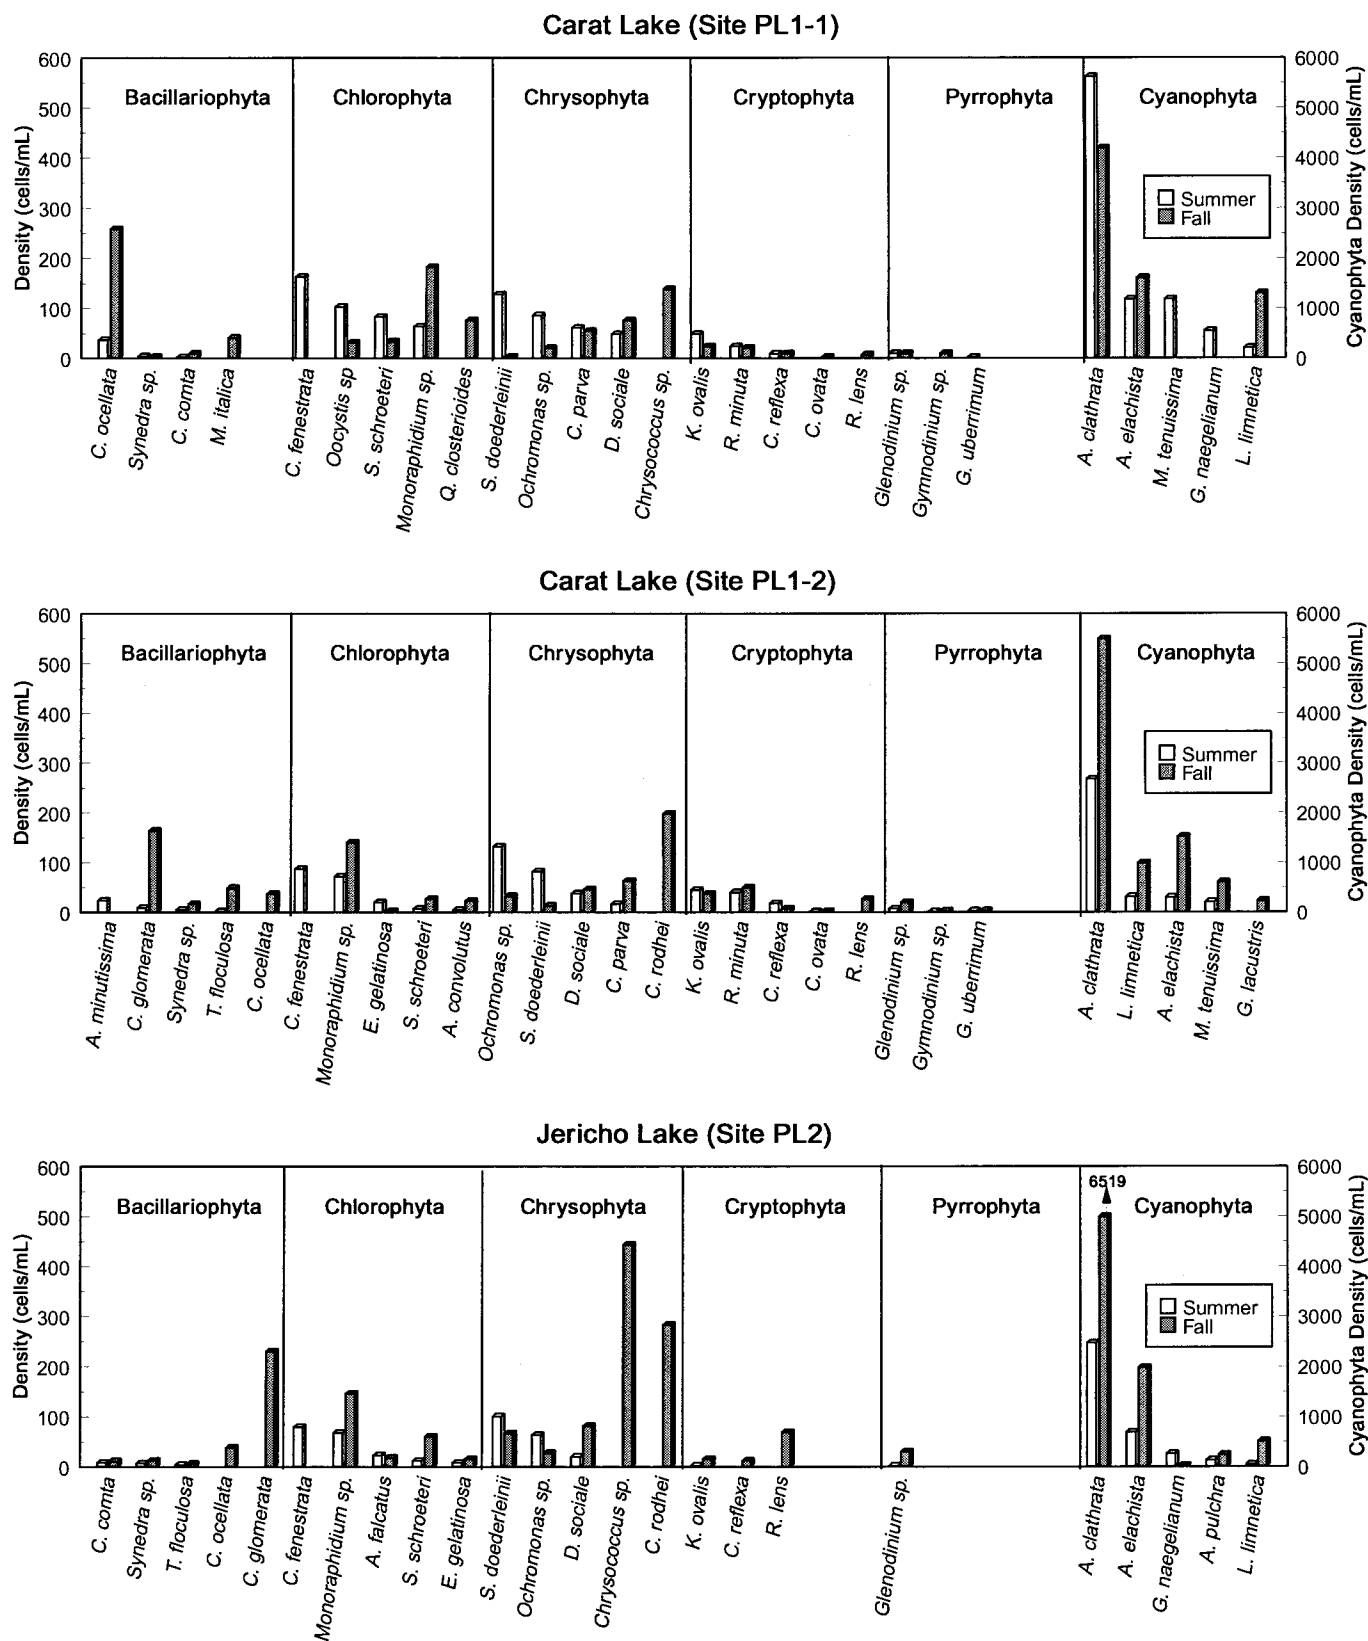 Carat Lake (Site PL1-1)
600
500
400
300
200
100
0
Density (cells/mL)
Bacillariophyta
Chlorophyta
Chrysophyta
Cryptophyta
Pyrrophyta
Cyanophyta
Summer
Fall
6000
5000
4000
3000
2000
1000
0
Cyanophyta Density (cells/mL)
C. ocellata
Synedra sp.
C. comta
M. italica
C. fenestrata
Oocystis sp
S. schroeteri
Monoraphidium sp.
Q. closterioides
S. doederleinii
Ochromonas sp.
C. parva
D. sociale
Chrysococcus sp.
K. ovalis
R. minuta
C. reflexa
C. ovata
R. lens
Glenodinium sp.
Gymnodinium sp.
G. uberrimum
A. clathrata
A. elachista
M. tenuissima
G. naegelianum
L. limnetica
Carat Lake (Site PL1-2)
600
500
400
300
200
100
0
Density (cells/mL)
Bacillariophyta
Chlorophyta
Chrysophyta
Cryptophyta
Pyrrophyta
Cyanophyta
Summer
Fall
6000
5000
4000
3000
2000
1000
0
Cyanophyta Density (cells/mL)
A. minutissima
C. glomerata
Synedra sp.
T. floculosa
C. ocellata
C. fenestrata
Monoraphidium sp.
E. gelatinosa
S. schroeteri
A. convolutus
Ochromonas sp.
S. doederleinii
D. sociale
C. parva
C. rodhei
K. ovalis
R. minuta
C. reflexa
C. ovata
R. lens
Glenodinium sp.
Gymnodinium sp.
G. uberrimum
A. clathrata
L. limnetica
A. elachista
M. tenuissima
G. lacustris
Jericho Lake (Site PL2)
600
500
400
300
200
100
0
Density (cells/mL)
Bacillariophyta
Chlorophyta
Chrysophyta
Cryptophyta
Pyrrophyta
6519
Cyanophyta
Summer
Fall
6000
5000
4000
3000
2000
1000
0
Cyanophyta Density (cells/mL)
C. comta
Synedra sp.
T. floculosa
C. ocellata
C. glomerata
C. fenestrata
Monoraphidium sp.
A. falcatus
S. schroeteri
E. gelatinosa
S. doederleinii
Ochromonas sp.
D. sociale
Chrysococcus sp.
C. rodhei
K. ovalis
C. reflexa
R. lens
Glenodinium sp.
A. clathrata
A. elachista
G. naegelianum
A. pulchra
L. limnetica